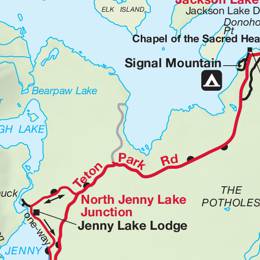 Jackson Lake
Jackson Lake D
ELK ISLAND
Donoho
Pt
Chapel of the Sacred Hea
Signal Mountain
Bearpaw Lake
GH LAKE
Teton Park Rd
THE
POTHOLES
North Jenny Lake
Junction
Jenny Lake Lodge
one-way
JENNY